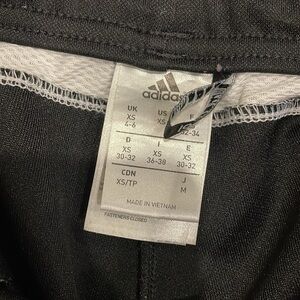 adidas
UK US F
XS XS
4-6 32-34
D I E
XS XS XS
30-32 36-38 30-32
CDN J
XS/TP M
MADE IN VIETNAM
FASTENERS CLOSED